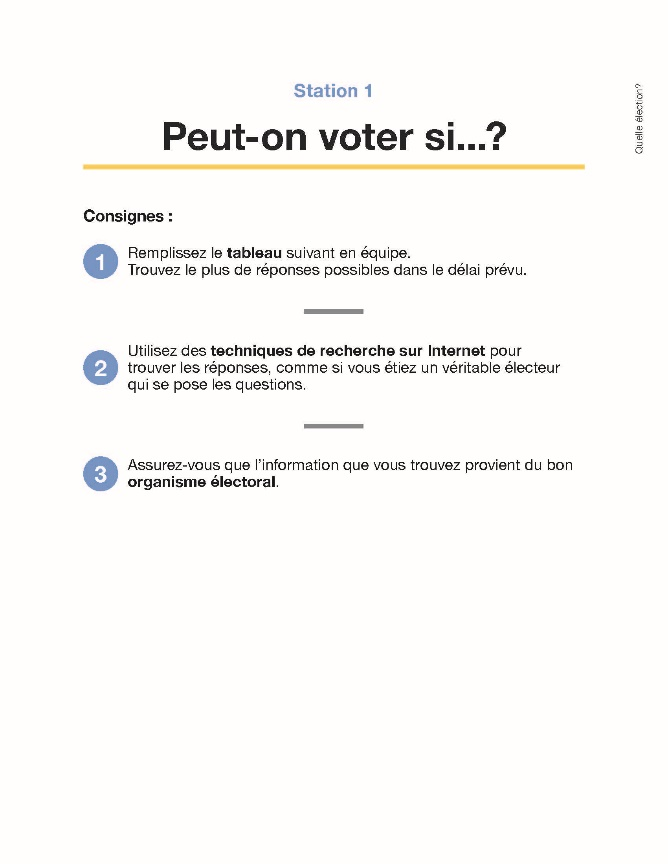 Station 1
Peut-on voter si...?
Quelle élection?
Consignes :
1
Remplissez le tableau suivant en équipe.
Trouvez le plus de réponses possibles dans le délai prévu.
2
Utilisez des techniques de recherche sur Internet pour
trouver les réponses, comme si vous étiez un véritable électeur
qui se pose les questions.
3
Assurez-vous que l’information que vous trouvez provient du bon
organisme électoral.